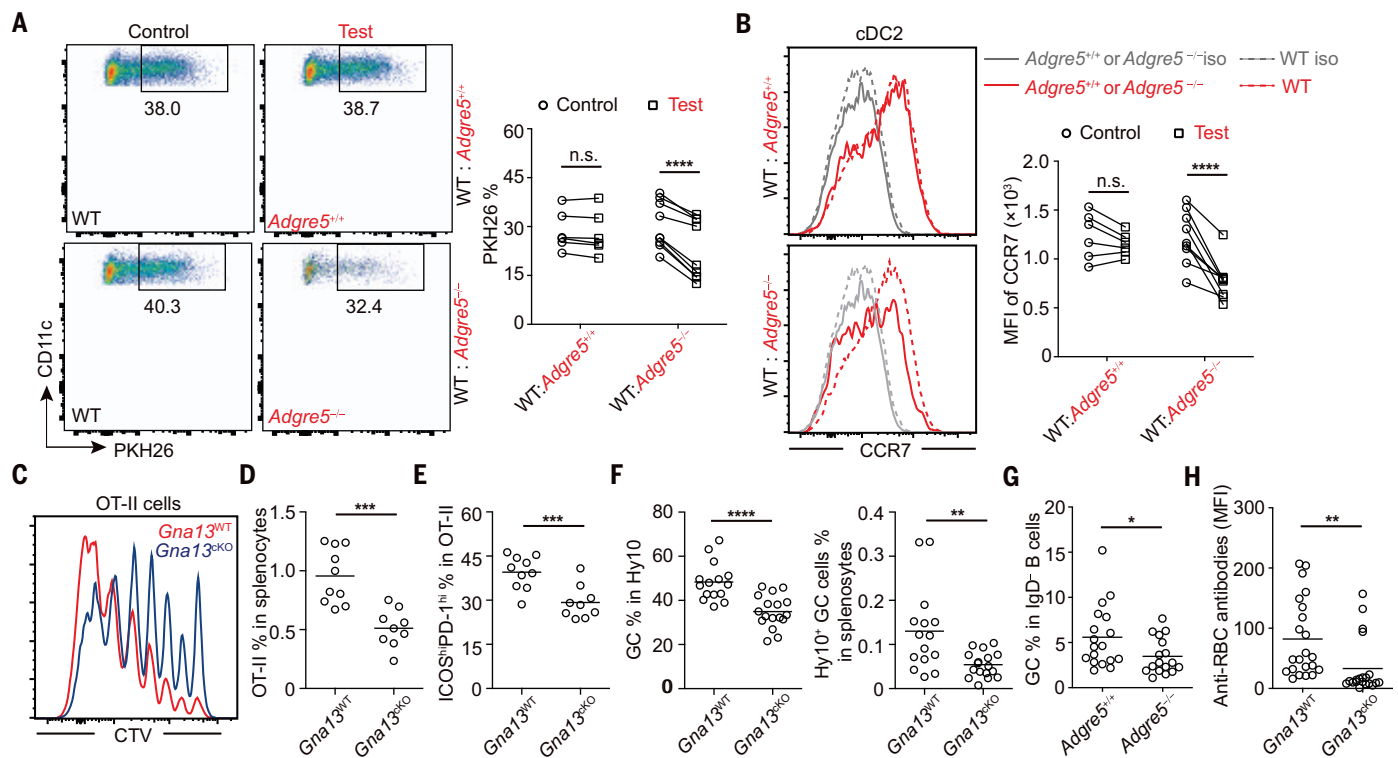 A
Control
Test
38.0
38.7
WT
Adgre5+/+
WT : Adgre5+/+
40.3
32.4
WT
Adgre5–/–
WT : Adgre5–/–
CD11c
PKH26
Control
Test
PKH26 %
60
45
30
15
0
n.s.
****
WT:Adgre5+/+
WT:Adgre5–/–
B
cDC2
WT : Adgre5+/+
WT : Adgre5–/–
CCR7
Adgre5+/+ or Adgre5–/– iso
WT iso
Adgre5+/+ or Adgre5–/–
WT
Control
Test
MFI of CCR7 (×10³)
2.0
1.5
1.0
0.5
0
n.s.
****
WT:Adgre5+/+
WT:Adgre5–/–
C
OT-II cells
Gna13WT
Gna13cKO
CTV
D
OT-II % in splenocytes
1.5
1.0
0.5
0
***
Gna13WT
Gna13cKO
E
ICOShiPD-1hi % in OT-II
60
45
30
15
0
***
Gna13WT
Gna13cKO
F
GC % in Hy10
80
60
40
20
0
****
Gna13WT
Gna13cKO
Hy10+ GC cells %
in splenocytes
0.4
0.3
0.2
0.1
0
**
Gna13WT
Gna13cKO
G
GC % in IgD– B cells
20
15
10
5
0
*
Adgre5+/+
Adgre5–/–
H
Anti-RBC antibodies (MFI)
300
200
100
0
**
Gna13WT
Gna13cKO